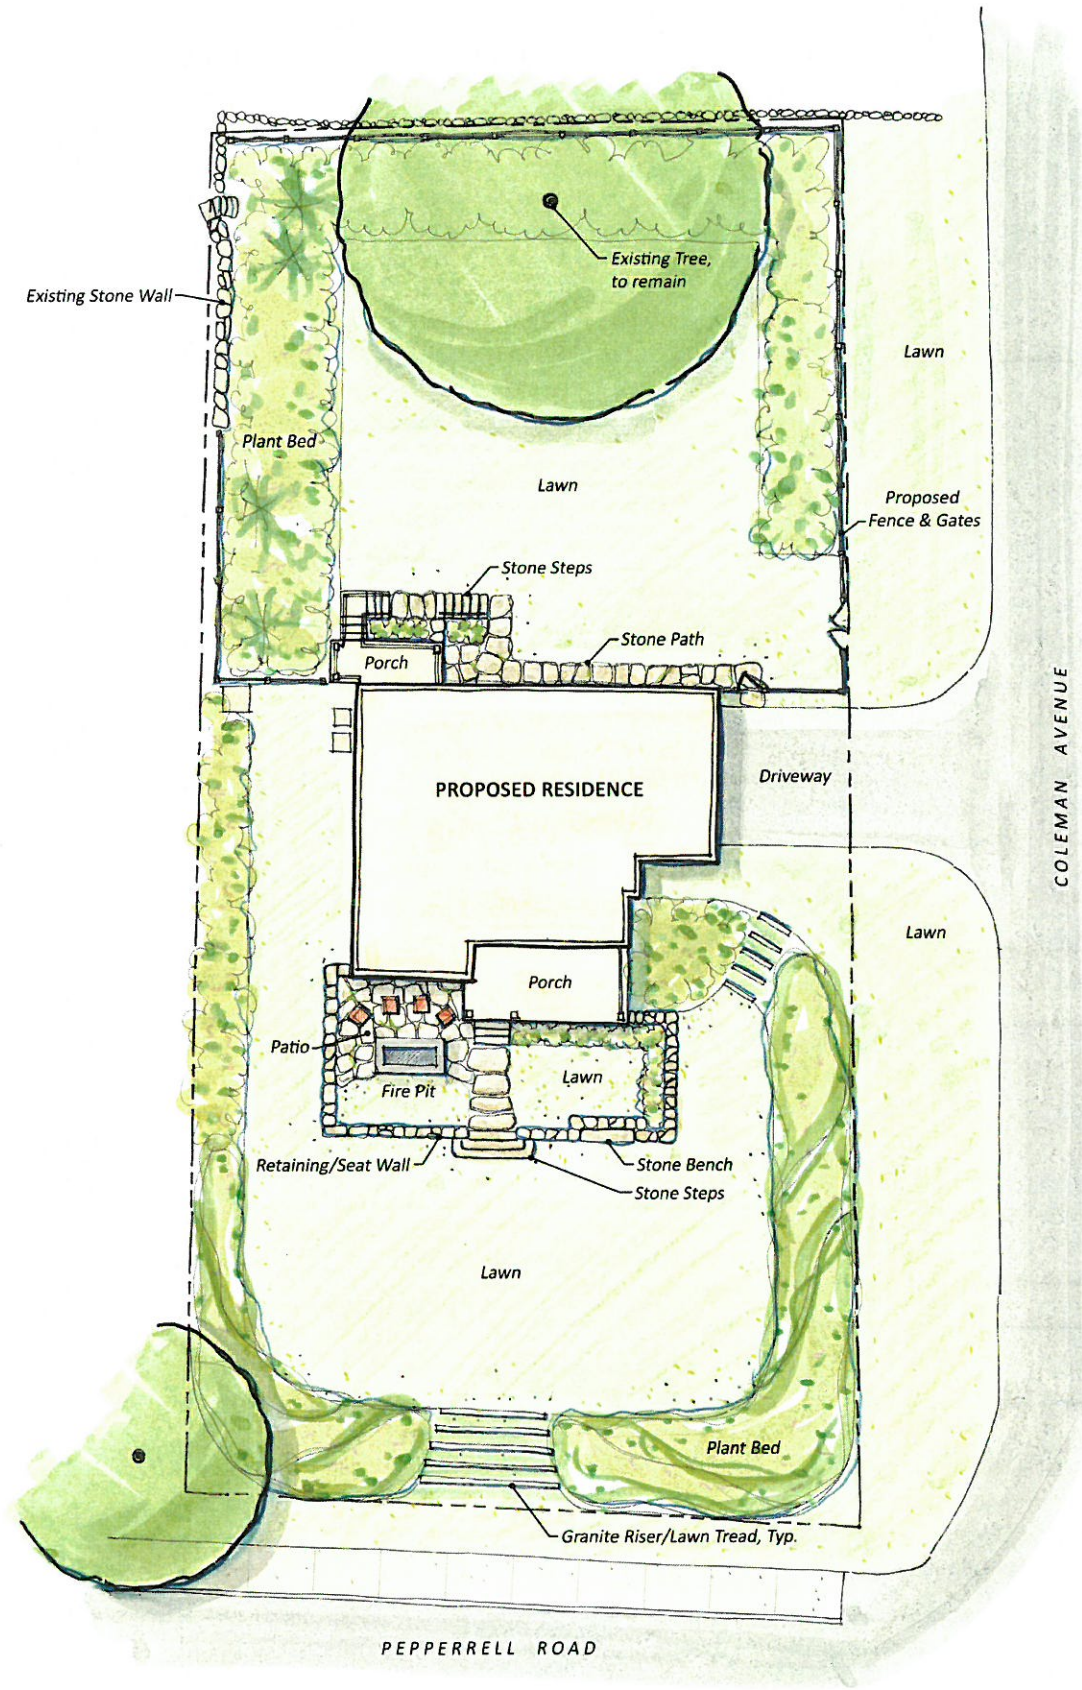 Existing Tree,
to remain
Existing Stone Wall
Lawn
Plant Bed
Lawn
Proposed
Fence & Gates
Stone Steps
Stone Path
Porch
COLEMAN AVENUE
Driveway
PROPOSED RESIDENCE
Lawn
Porch
Patio
Lawn
Fire Pit
Retaining/Seat Wall
Stone Bench
Stone Steps
Lawn
Plant Bed
Granite Riser/Lawn Tread, Typ.
PEPPERRELL ROAD